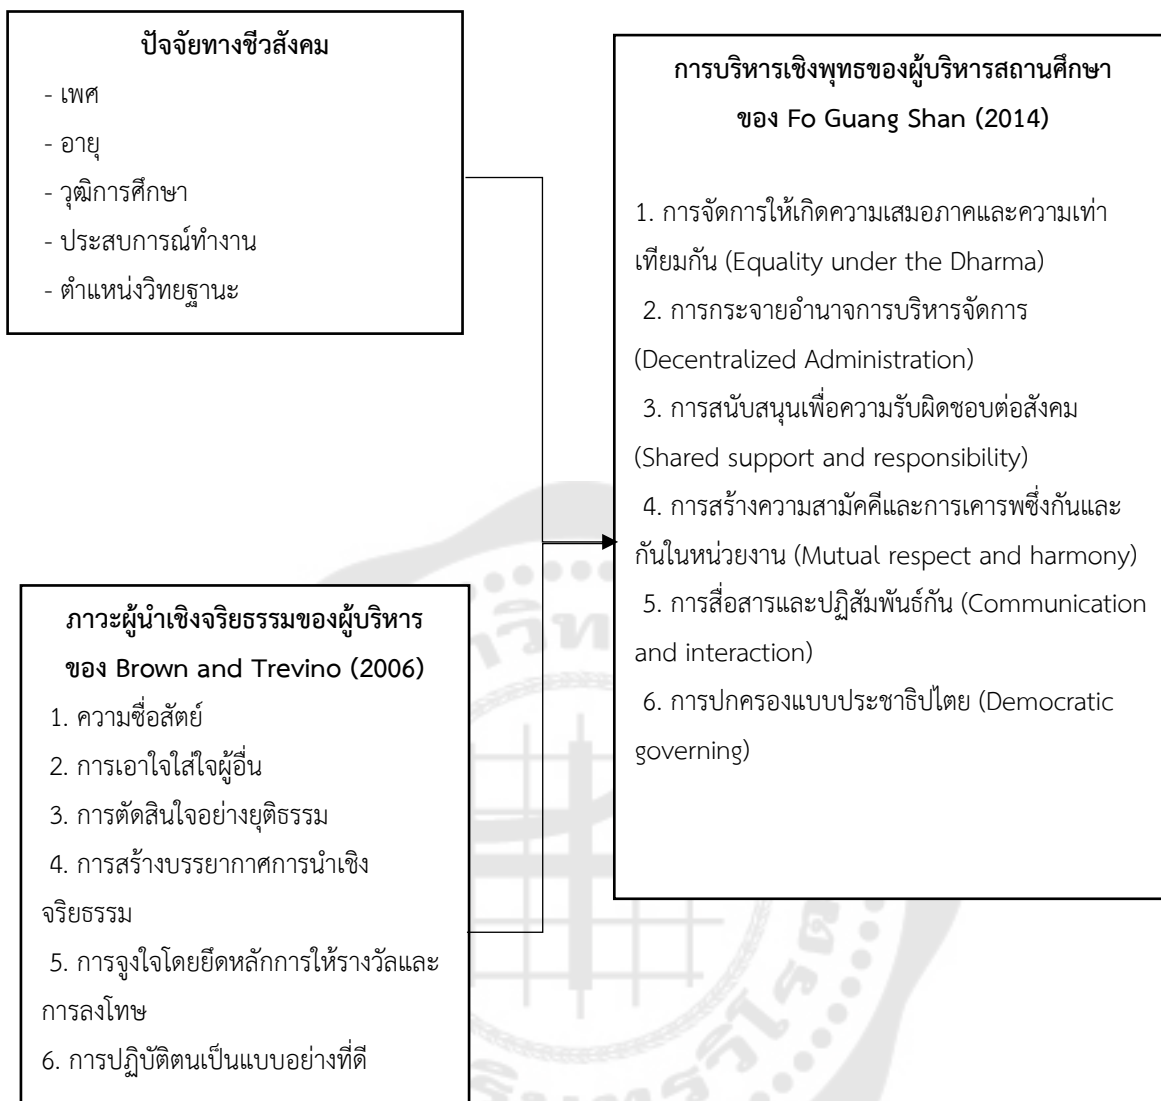 ปัจจัยทางชีวสังคม
- เพศ
- อายุ
- วุฒิการศึกษา
- ประสบการณ์ทำงาน
- ตำแหน่งวิทยฐานะ
ภาวะผู้นำเชิงจริยธรรมของผู้บริหาร
ของ Brown and Trevino (2006)
1. ความซื่อสัตย์
2. การเอาใจใส่ใจผู้อื่น
3. การตัดสินใจอย่างยุติธรรม
4. การสร้างบรรยากาศการนำเชิง
จริยธรรม
5. การจูงใจโดยยึดหลักการให้รางวัลและ
การลงโทษ
6. การปฏิบัติตนเป็นแบบอย่างที่ดี
การบริหารเชิงพุทธของผู้บริหารสถานศึกษา
ของ Fo Guang Shan (2014)
1. การจัดการให้เกิดความเสมอภาคและความเท่า
เทียมกัน (Equality under the Dharma)
2. การกระจายอำนาจการบริหารจัดการ
(Decentralized Administration)
3. การสนับสนุนเพื่อความรับผิดชอบต่อสังคม
(Shared support and responsibility)
4. การสร้างความสามัคคีและการเคารพซึ่งกันและ
กันในหน่วยงาน (Mutual respect and harmony)
5. การสื่อสารและปฏิสัมพันธ์กัน (Communication
and interaction)
6. การปกครองแบบประชาธิปไตย (Democratic
governing)